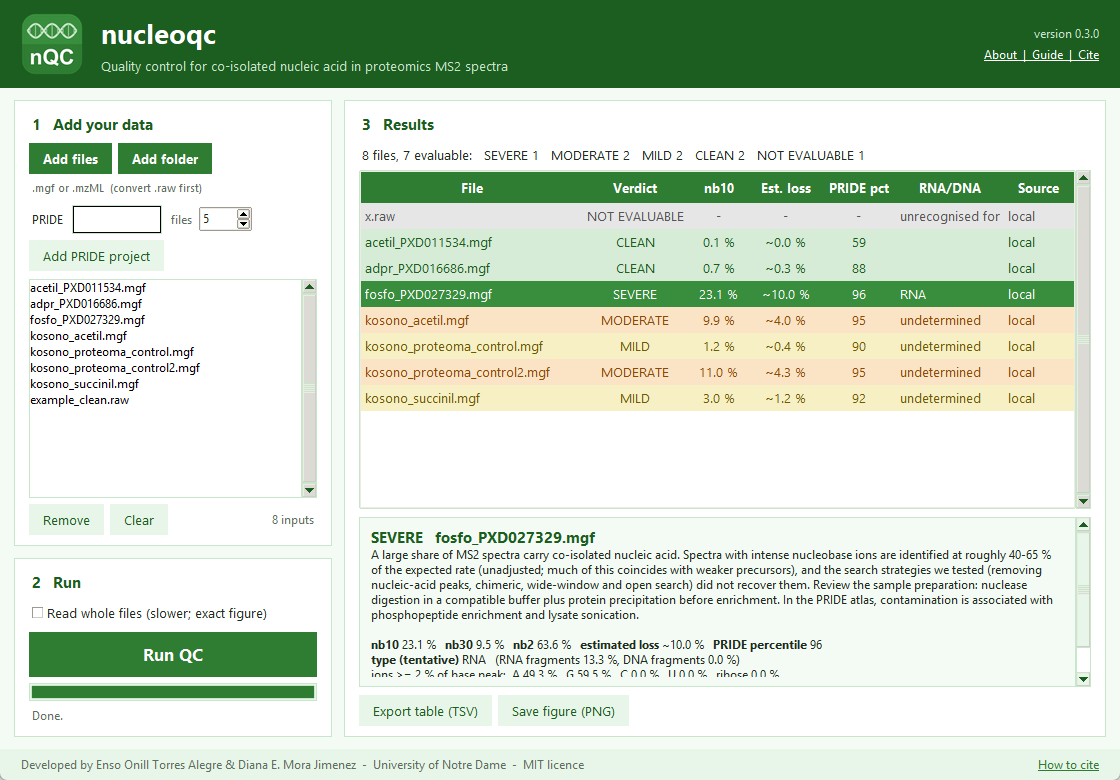 nQC
nucleoqc
Quality control for co-isolated nucleic acid in proteomics MS2 spectra
version 0.3.0
About | Guide | Cite
1 Add your data
Add files Add folder
.mgf or .mzML (convert .raw first)
PRIDE files 5
Add PRIDE project
acetil_PXD011534.mgf
adpr_PXD016686.mgf
fosfo_PXD027329.mgf
kosono_acetil.mgf
kosono_proteoma_control.mgf
kosono_proteoma_control2.mgf
kosono_succinil.mgf
example_clean.raw
Remove Clear 8 inputs
2 Run
Read whole files (slower; exact figure)
Run QC
Done.
3 Results
8 files, 7 evaluable: SEVERE 1 MODERATE 2 MILD 2 CLEAN 2 NOT EVALUABLE 1
File Verdict nb10 Est. loss PRIDE pct RNA/DNA Source
x.raw NOT EVALUABLE - - - unrecognised for local
acetil_PXD011534.mgf CLEAN 0.1 % ~0.0 % 59 local
adpr_PXD016686.mgf CLEAN 0.7 % ~0.3 % 88 local
fosfo_PXD027329.mgf SEVERE 23.1 % ~10.0 % 96 RNA local
kosono_acetil.mgf MODERATE 9.9 % ~4.0 % 95 undetermined local
kosono_proteoma_control.mgf MILD 1.2 % ~0.4 % 90 undetermined local
kosono_proteoma_control2.mgf MODERATE 11.0 % ~4.3 % 95 undetermined local
kosono_succinil.mgf MILD 3.0 % ~1.2 % 92 undetermined local
SEVERE fosfo_PXD027329.mgf
A large share of MS2 spectra carry co-isolated nucleic acid. Spectra with intense nucleobase ions are identified at roughly 40-65 %
of the expected rate (unadjusted; much of this coincides with weaker precursors), and the search strategies we tested (removing
nucleic-acid peaks, chimeric, wide-window and open search) did not recover them. Review the sample preparation: nuclease
digestion in a compatible buffer plus protein precipitation before enrichment. In the PRIDE atlas, contamination is associated with
phosphopeptide enrichment and lysate sonication.
nb10 23.1 % nb30 9.5 % nb2 63.6 % estimated loss ~10.0 % PRIDE percentile 96
type (tentative) RNA (RNA fragments 13.3 %, DNA fragments 0.0 %)
ions >= 2 % of base peak: A 49.3 % G 59.5 % C 0.0 % U 0.0 % ribose 0.0 %
Export table (TSV) Save figure (PNG)
Developed by Enso Onill Torres Alegre & Diana E. Mora Jimenez - University of Notre Dame - MIT licence
How to cite